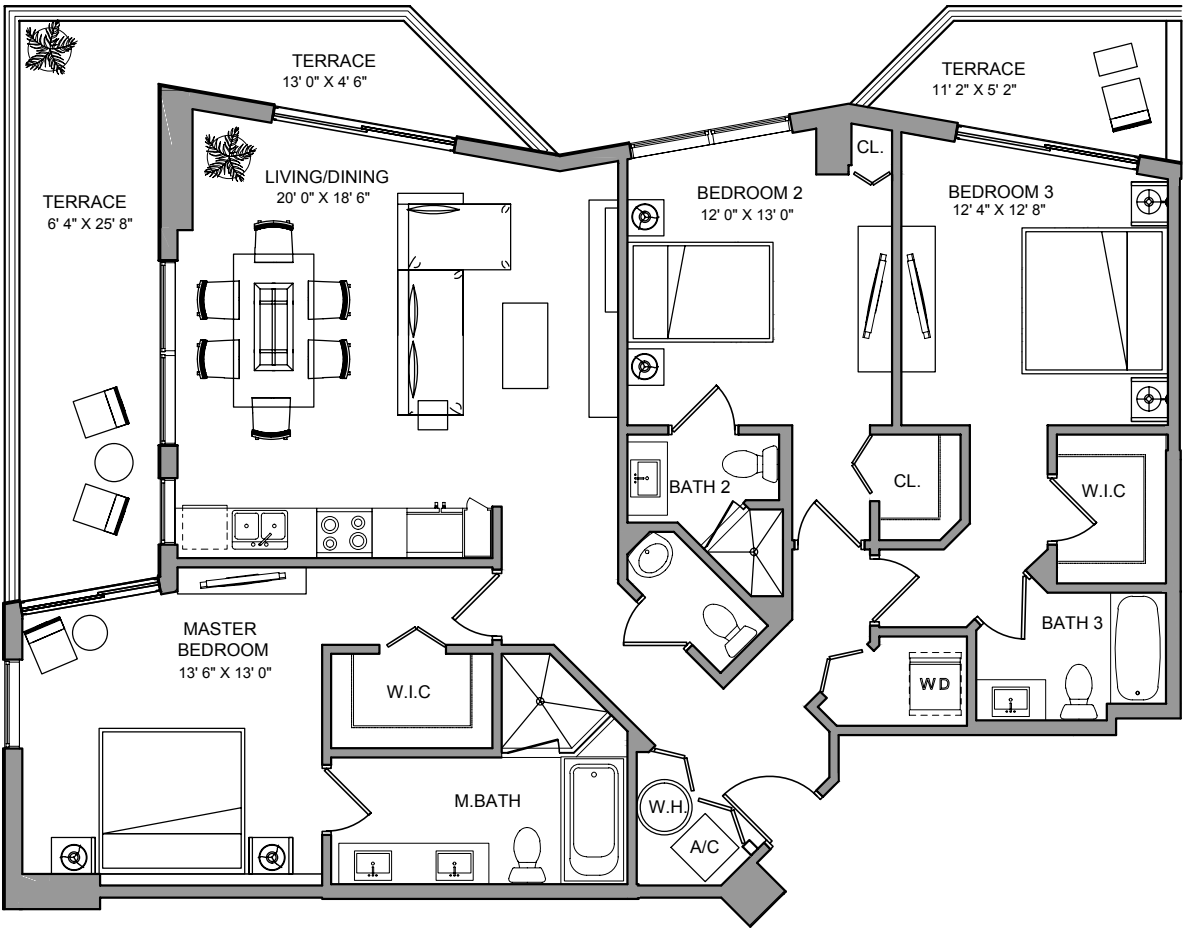 TERRACE
13' 0" X 4' 6"
TERRACE
11' 2" X 5' 2"
CL.
LIVING/DINING
20' 0" X 18' 6"
BEDROOM 2
12' 0" X 13' 0"
BEDROOM 3
12' 4" X 12' 8"
TERRACE
6' 4" X 25' 8"
BATH 2
CL.
W.I.C
MASTER
BEDROOM
13' 6" X 13' 0"
BATH 3
W.I.C
WD
M.BATH
W.H.
A/C